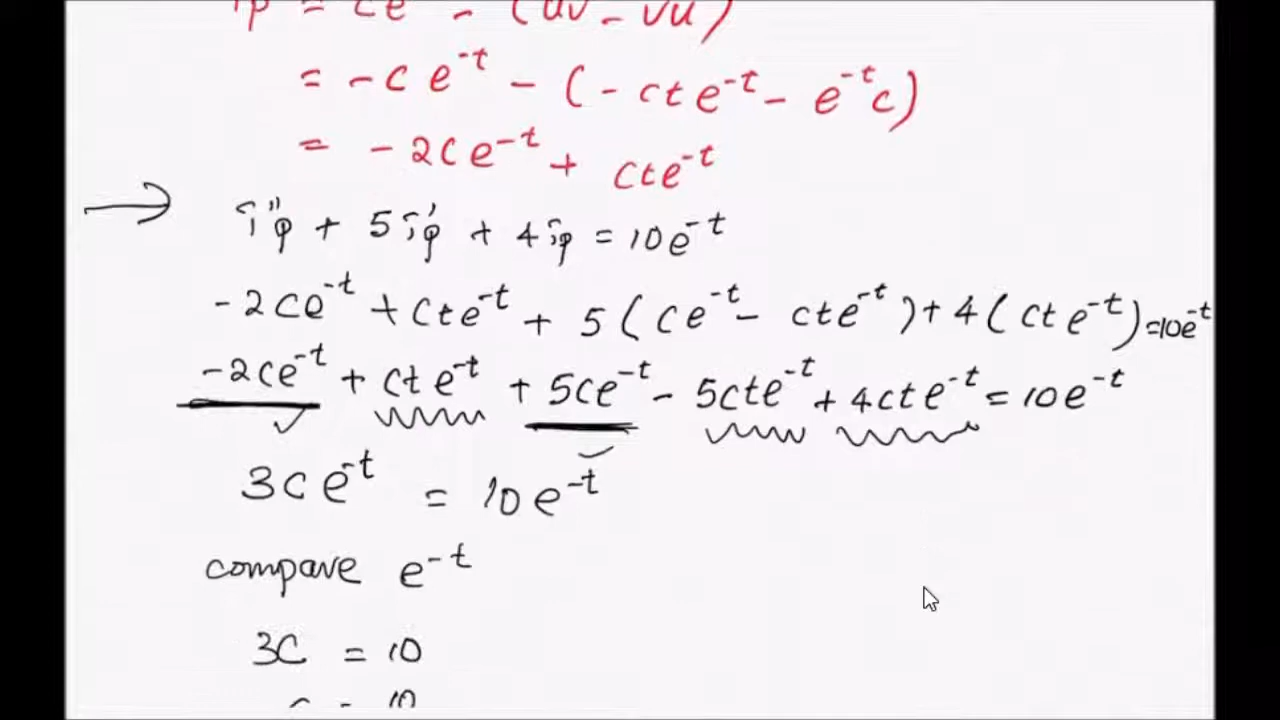 = - c e^{-t} - ( - cte^{-t} - e^{-t}c)
= - 2ce^{-t} + cte^{-t}
→ i"p + 5i'p + 4ip = 10e^{-t}
-2ce^{-t} + cte^{-t} + 5(ce^{-t} - cte^{-t}) + 4(cte^{-t}) = 10e^{-t}
-2ce^{-t} + cte^{-t} + 5ce^{-t} - 5cte^{-t} + 4cte^{-t} = 10e^{-t}
3ce^{-t} = 10e^{-t}
compare e^{-t}
3C = 10